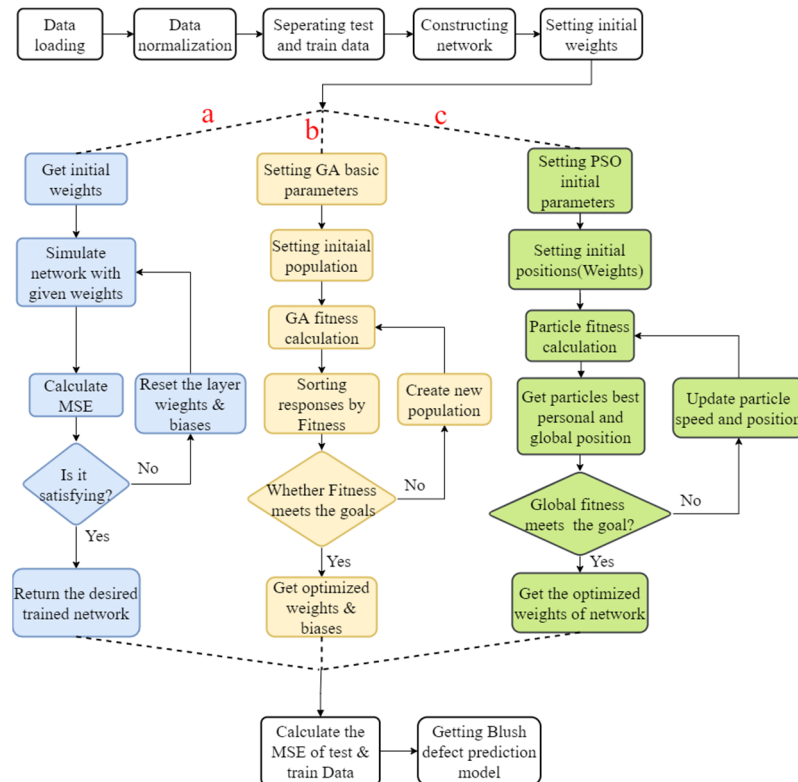 Data
loading
Data
normalization
Seperating test
and train data
Constructing
network
Setting initial
weights
a
b
c
Get initial
weights
Simulate
network with
given weights
Calculate
MSE
Reset the layer
wieghts &
biases
Is it
satisfying?
No
Yes
Return the desired
trained network
Setting GA basic
parameters
Setting initaial
population
GA fitness
calculation
Sorting
responses by
Fitness
Create new
population
Whether Fitness
meets the goals
No
Yes
Get optimized
weights &
biases
Setting PSO
initial
parameters
Setting initial
positions(Weights)
Particle fitness
calculation
Get particles best
personal and
global position
Update particle
speed and position
Global fitness
meets the goal?
No
Yes
Get the optimized
weights of network
Calculate the
MSE of test &
train Data
Getting Blush
defect prediction
model